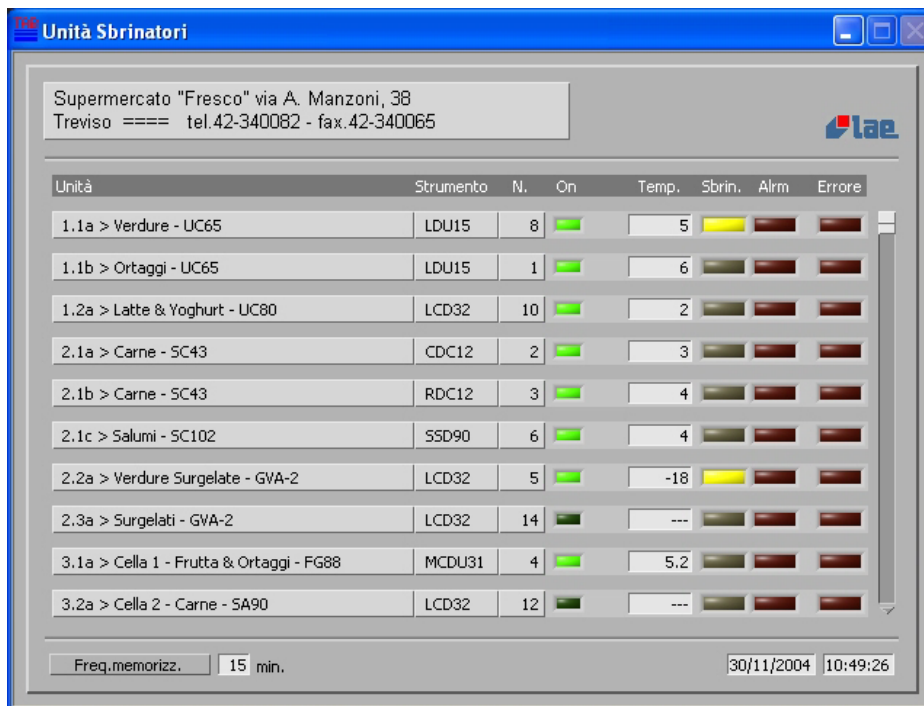 Unità Sbrinatori
Supermercato "Fresco" via A. Manzoni, 38
Treviso ==== tel.42-340082 - fax.42-340065
lae
Unità Strumento N. On Temp. Sbrin. Alrm Errore
1.1a > Verdure - UC65 LDU15 8 5
1.1b > Ortaggi - UC65 LDU15 1 6
1.2a > Latte & Yoghurt - UC80 LCD32 10 2
2.1a > Carne - SC43 CDC12 2 3
2.1b > Carne - SC43 RDC12 3 4
2.1c > Salumi - SC102 SSD90 6 4
2.2a > Verdure Surgelate - GVA-2 LCD32 5 -18
2.3a > Surgelati - GVA-2 LCD32 14 ---
3.1a > Cella 1 - Frutta & Ortaggi - FG88 MCDU31 4 5.2
3.2a > Cella 2 - Carne - SA90 LCD32 12 ---
Freq.memorizz. 15 min. 30/11/2004 10:49:26